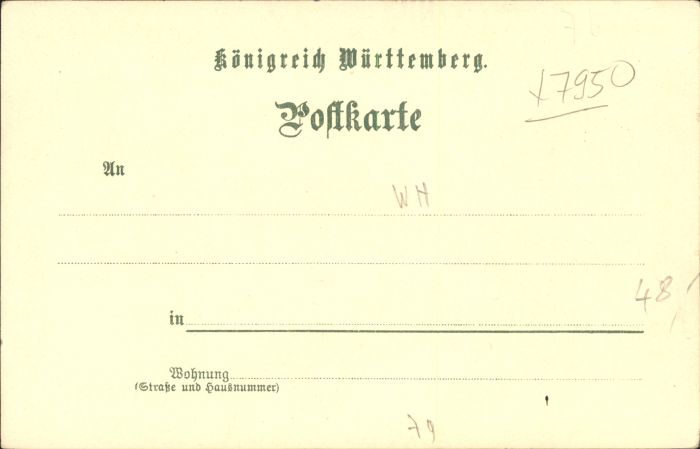 Königreich Württemberg.
Postkarte
x7950
An
WH
in
48
Wohnung
(Straße und Hausnummer)
79